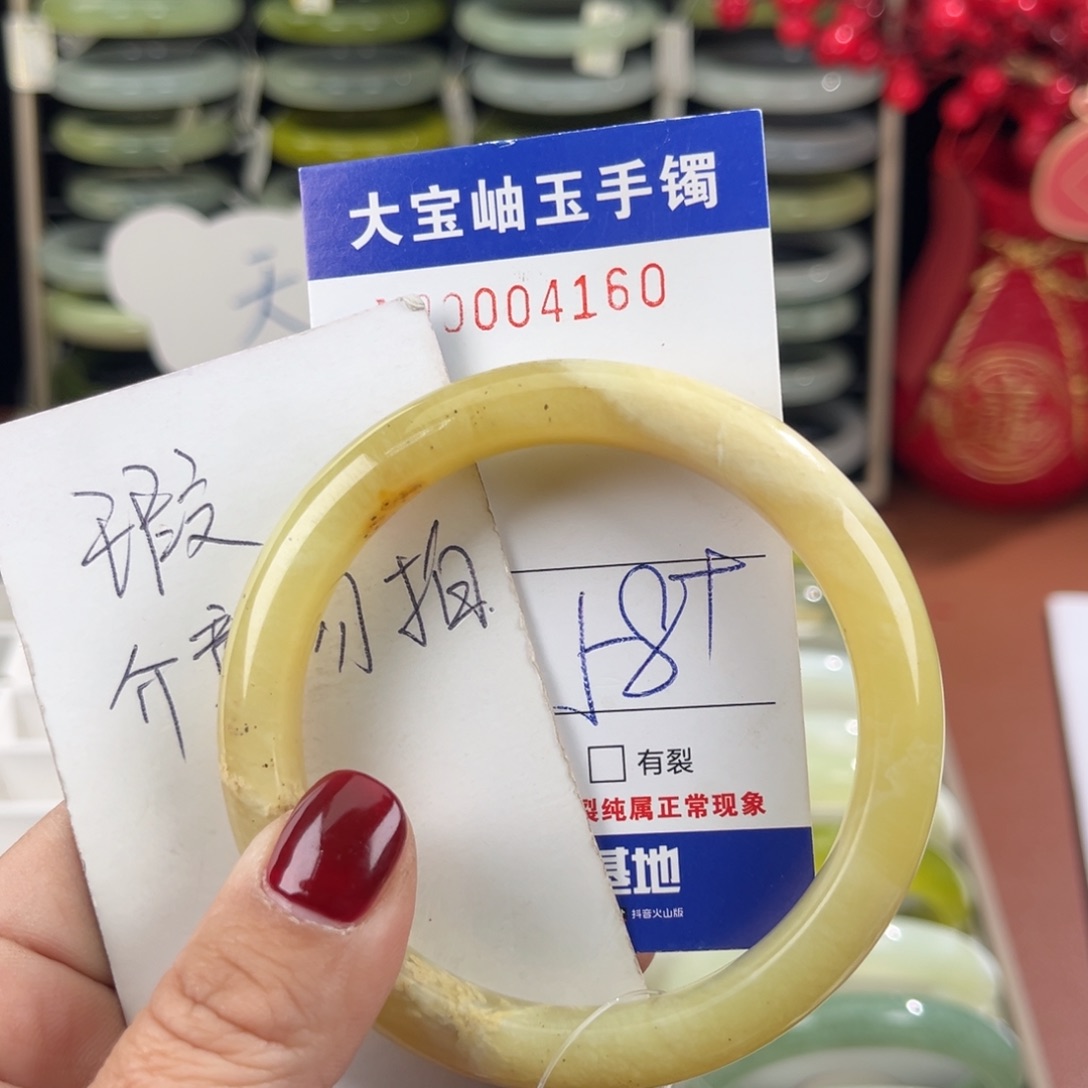 大宝岫玉手镯
00004160
天
瑕
介 勿拍
58↑
有裂
裂纯属正常现象
基地
抖音火山版